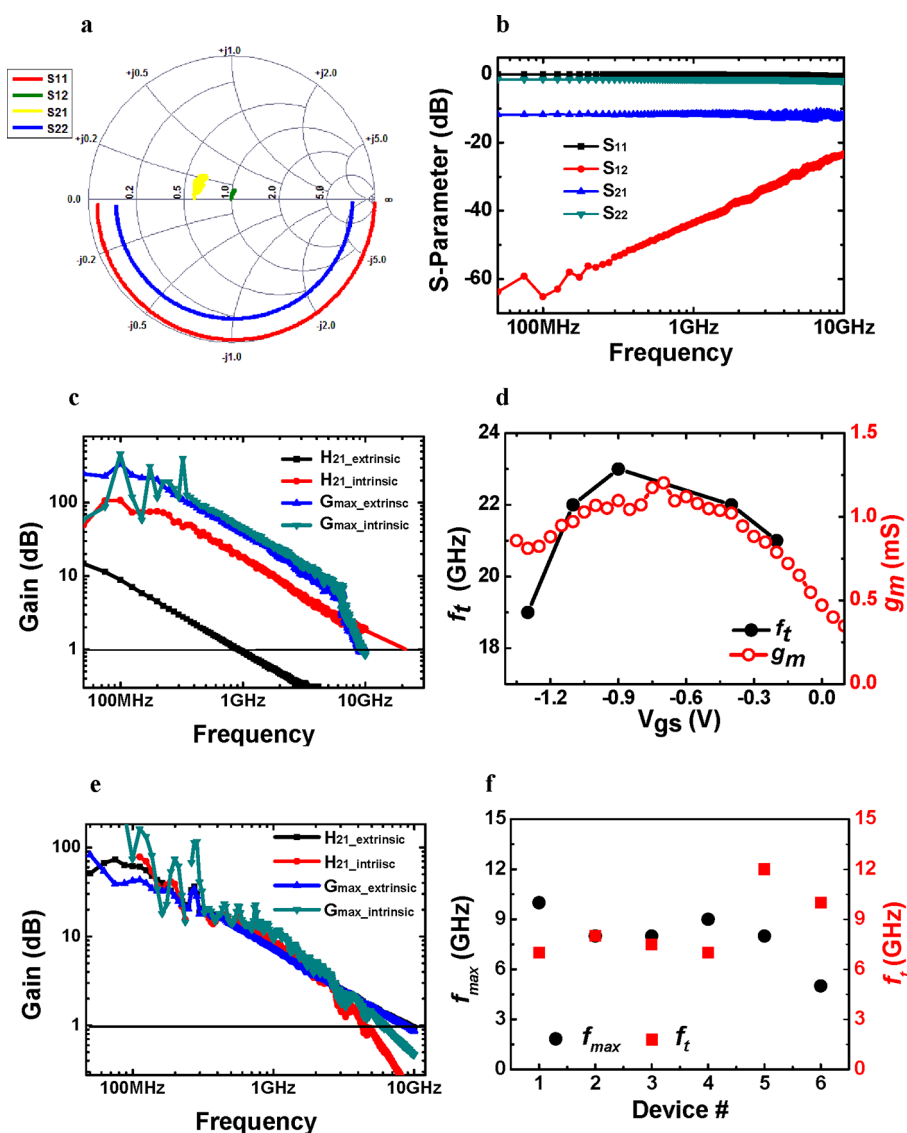 a
S11
S12
S21
S22
+j1.0
+j0.5
+j2.0
+j0.2
+j5.0
0.0
0.2
0.5
1.0
2.0
5.0
∞
-j0.2
-j5.0
-j0.5
-j2.0
-j1.0
b
S-Parameter (dB)
0
-20
-40
-60
S11
S12
S21
S22
100MHz
1GHz
10GHz
Frequency
c
Gain (dB)
100
10
1
H21_extrinsic
H21_intrinsic
Gmax_extrinsc
Gmax_intrinsic
100MHz
1GHz
10GHz
Frequency
d
ft (GHz)
24
22
20
18
1.5
1.0
0.5
0.0
gm (mS)
ft
gm
-1.2
-0.9
-0.6
-0.3
0.0
Vgs (V)
e
Gain (dB)
100
10
1
H21_extrinsic
H21_intriisc
Gmax_extrinsic
Gmax_intrinsic
100MHz
1GHz
10GHz
Frequency
f
fmax (GHz)
15
12
9
6
3
0
15
12
9
6
3
0
ft (GHz)
fmax
ft
1
2
3
4
5
6
Device #